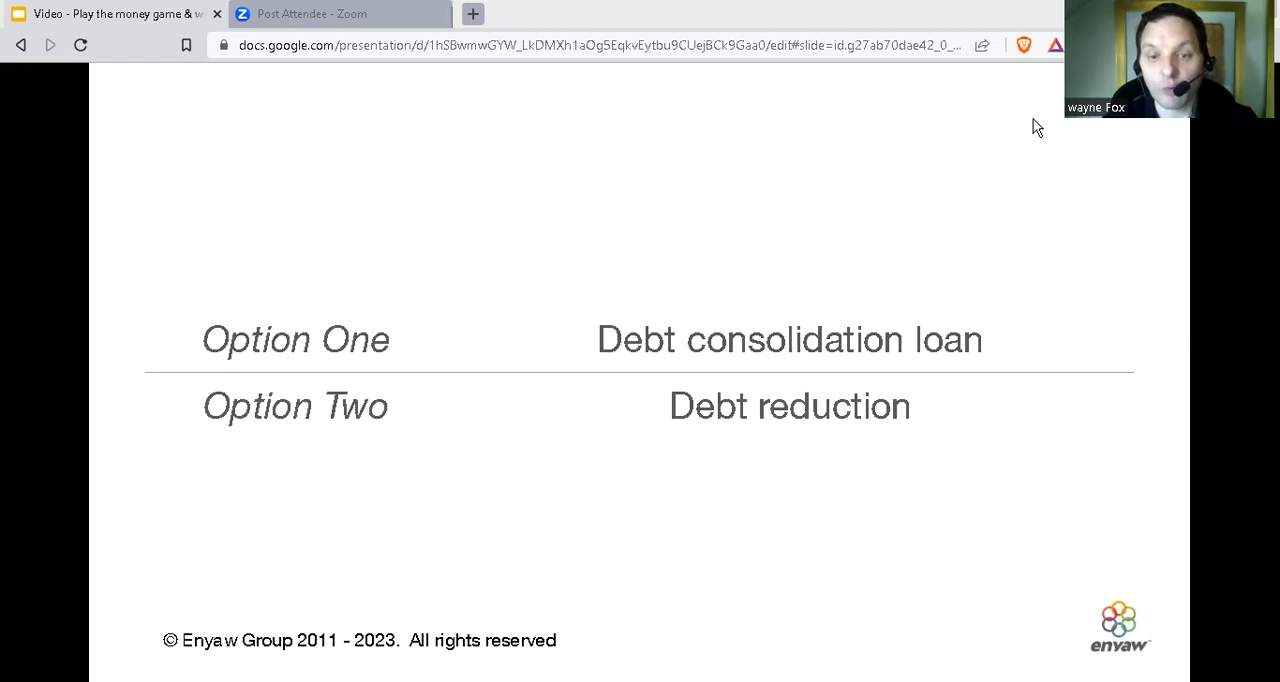 Video - Play the money game & w
Post Attendee - Zoom
docs.google.com/presentation/d/1hSBwmwGYW_LkDMXh1aOg5EqkvEytbu9CUejBCk9Gaa0/edit#slide=id.g27ab70dae42_0_...
wayne Fox
Option One Debt consolidation loan
Option Two Debt reduction
© Enyaw Group 2011 - 2023. All rights reserved
enyaw